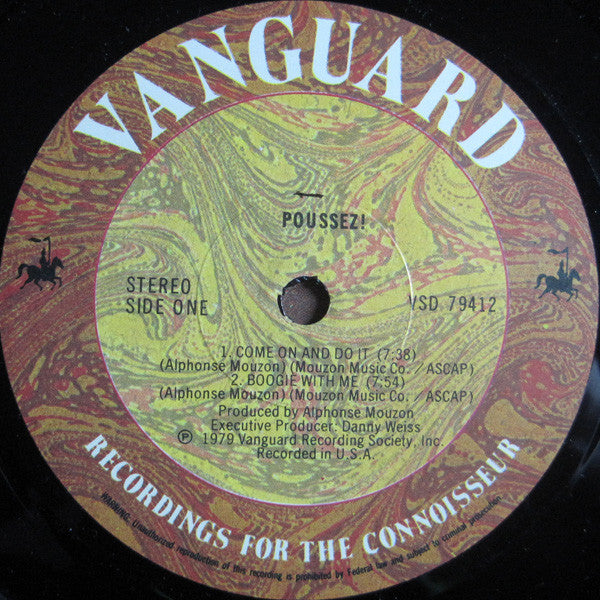 VANGUARD
POUSSEZ!
STEREO
SIDE ONE
VSD 79412
1. COME ON AND DO IT (7:38)
(Alphonse Mouzon) (Mouzon Music Co. / ASCAP)
2. BOOGIE WITH ME (7:54)
(Alphonse Mouzon) (Mouzon Music Co. / ASCAP)
Produced by Alphonse Mouzon
Executive Producer: Danny Weiss
℗ 1979 Vanguard Recording Society, Inc.
Recorded in U.S.A.
RECORDINGS FOR THE CONNOISSEUR
WARNING: Unauthorized reproduction of this recording is prohibited by Federal law and subject to criminal prosecution.